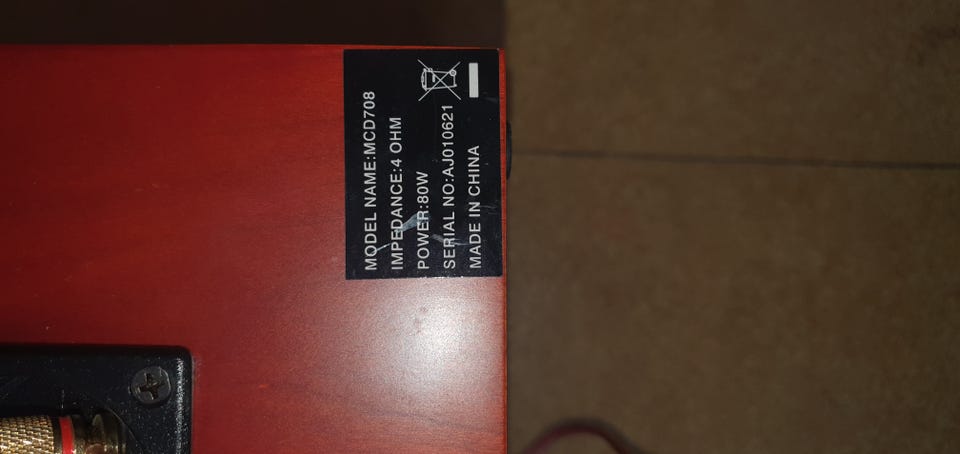 MODEL NAME:MCD708
IMPEDANCE:4 OHM
POWER:80W
SERIAL NO:AJ010621
MADE IN CHINA